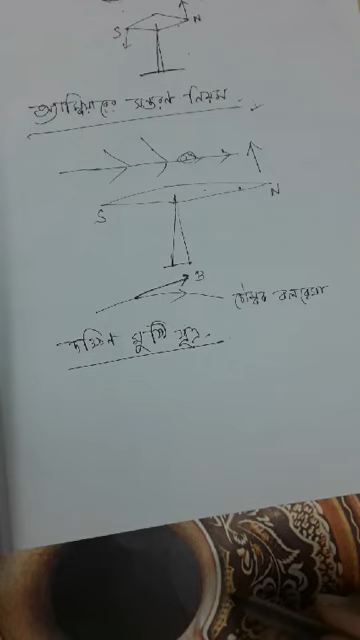 S N
অ্যাম্পিয়ারের সন্তরণ নিয়ম
S N
B
চৌম্বক বলরেখা
দক্ষিণ মুষ্টি সূত্র